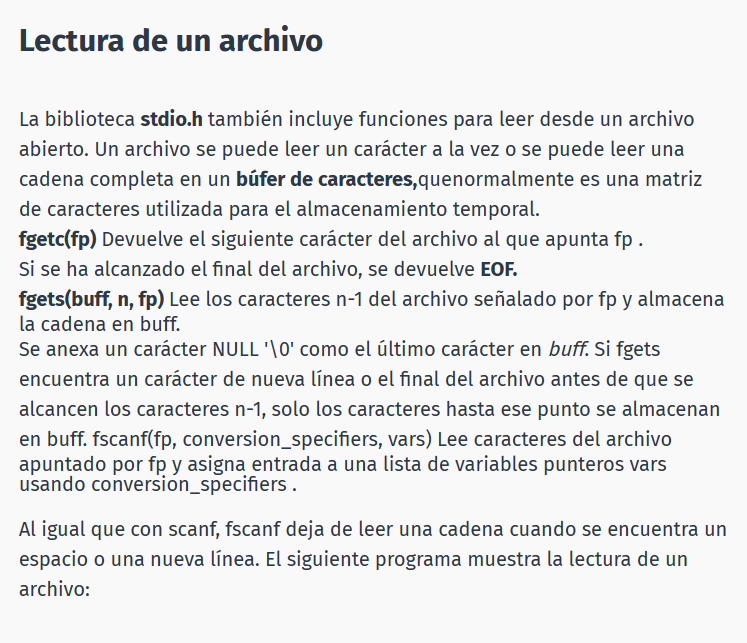 Lectura de un archivo
La biblioteca stdio.h también incluye funciones para leer desde un archivo
abierto. Un archivo se puede leer un carácter a la vez o se puede leer una
cadena completa en un búfer de caracteres,quenormalmente es una matriz
de caracteres utilizada para el almacenamiento temporal.
fgetc(fp) Devuelve el siguiente carácter del archivo al que apunta fp .
Si se ha alcanzado el final del archivo, se devuelve EOF.
fgets(buff, n, fp) Lee los caracteres n-1 del archivo señalado por fp y almacena
la cadena en buff.
Se anexa un carácter NULL '\0' como el último carácter en buff. Si fgets
encuentra un carácter de nueva línea o el final del archivo antes de que se
alcancen los caracteres n-1, solo los caracteres hasta ese punto se almacenan
en buff. fscanf(fp, conversion_specifiers, vars) Lee caracteres del archivo
apuntado por fp y asigna entrada a una lista de variables punteros vars
usando conversion_specifiers .
Al igual que con scanf, fscanf deja de leer una cadena cuando se encuentra un
espacio o una nueva línea. El siguiente programa muestra la lectura de un
archivo: